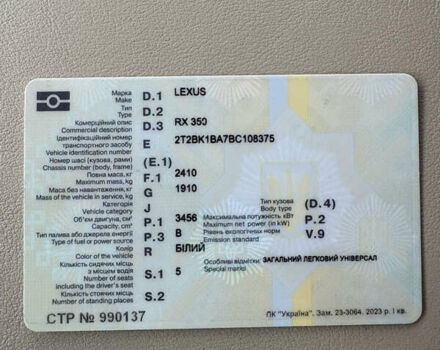 Марка D.1 LEXUS
Make
Тип D.2
Type
Комерційний опис D.3 RX 350
Commercial description
Ідентифікаційний номер
транспортного засобу E 2T2BK1BA7BC108375
Vehicle identification number
Номер шасі (кузова, рами) (E.1)
Chassis number (body, frame)
Повна маса, кг F.1 2410
Maximum mass, kg
Маса без навантаження, кг G 1910
Mass of the vehicle in service, kg
Категорія J Тип кузова (D.4)
Vehicle category Body type
Об'єм двигуна, см³ P.1 3456 Максимальна потужність кВт P.2
Capacity, cm³ Maximum net power (in kW)
Тип палива або джерела енергії P.3 B Рівень екологічних норм V.9
Type of fuel or power source Emission standard
Колір R БІЛИЙ
Color of the vehicle
Кількість сидячих місць Особливі відмітки ЗАГАЛЬНИЙ ЛЕГКОВИЙ УНІВЕРСАЛ
з місцем водія S.1 5 Special marks
Number of seats
including the driver's seat
Кількість стоячих місць S.2
Number of standing places
СТР № 990137
ПК "Україна". Зам. 23-3064. 2023 р. І кв.